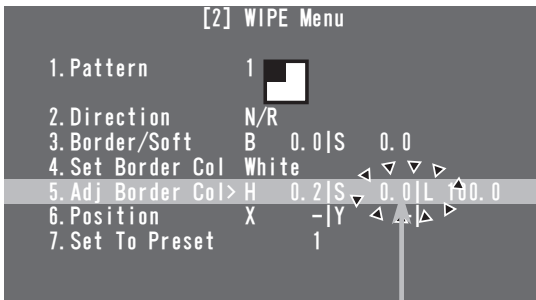 [2] WIPE Menu
1.Pattern 1
2.Direction N/R
3.Border/Soft B 0.0|S 0.0
4.Set Border Col White
5.Adj Border Col> H 0.2|S 0.0|L 100.0
6.Position X -|Y -|
7.Set To Preset 1